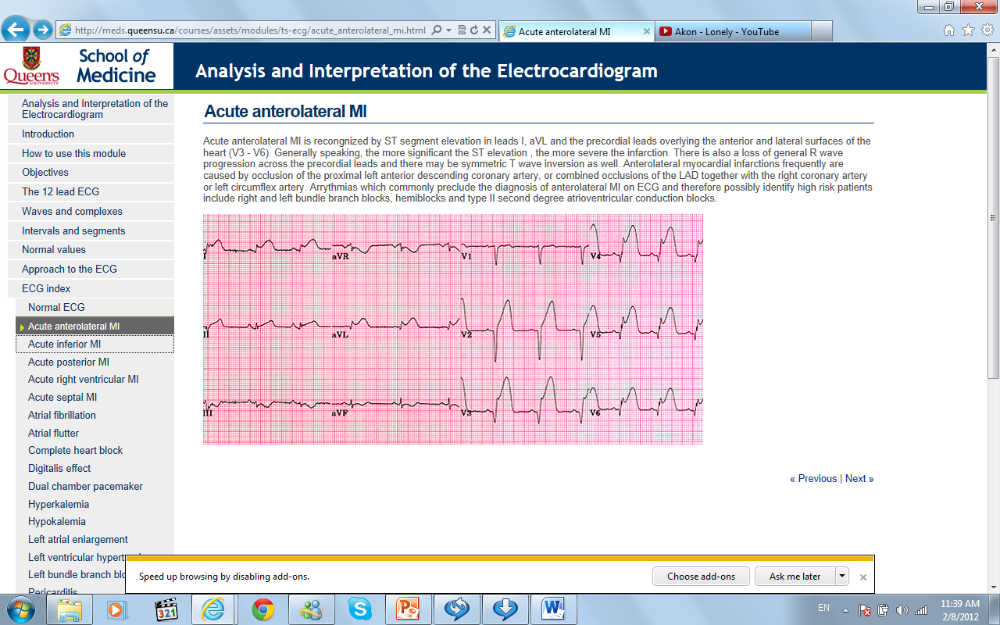 http://meds.queensu.ca/courses/assets/modules/ts-ecg/acute_anterolateral_mi.html
Acute anterolateral MI
Akon - Lonely - YouTube
Queen's
UNIVERSITY
School of
Medicine
Analysis and Interpretation of the Electrocardiogram
Analysis and Interpretation of the
Electrocardiogram
Introduction
How to use this module
Objectives
The 12 lead ECG
Waves and complexes
Intervals and segments
Normal values
Approach to the ECG
ECG index
Normal ECG
Acute anterolateral MI
Acute inferior MI
Acute posterior MI
Acute right ventricular MI
Acute septal MI
Atrial fibrillation
Atrial flutter
Complete heart block
Digitalis effect
Dual chamber pacemaker
Hyperkalemia
Hypokalemia
Left atrial enlargement
Left ventricular hypert
Left bundle branch blo
Pericarditis
Acute anterolateral MI
Acute anterolateral MI is recongnized by ST segment elevation in leads I, aVL and the precordial leads overlying the anterior and lateral surfaces of the
heart (V3 - V6). Generally speaking, the more significant the ST elevation , the more severe the infarction. There is also a loss of general R wave
progression across the precordial leads and there may be symmetric T wave inversion as well. Anterolateral myocardial infarctions frequently are
caused by occlusion of the proximal left anterior descending coronary artery, or combined occlusions of the LAD together with the right coronary artery
or left circumflex artery. Arrythmias which commonly preclude the diagnosis of anterolateral MI on ECG and therefore possibly identify high risk patients
include right and left bundle branch blocks, hemiblocks and type II second degree atrioventricular conduction blocks.
I aVR V1 V4
II aVL V2 V5
III aVF V3 V6
« Previous | Next »
Speed up browsing by disabling add-ons.
Choose add-ons
Ask me later
321
EN
11:39 AM
2/8/2012